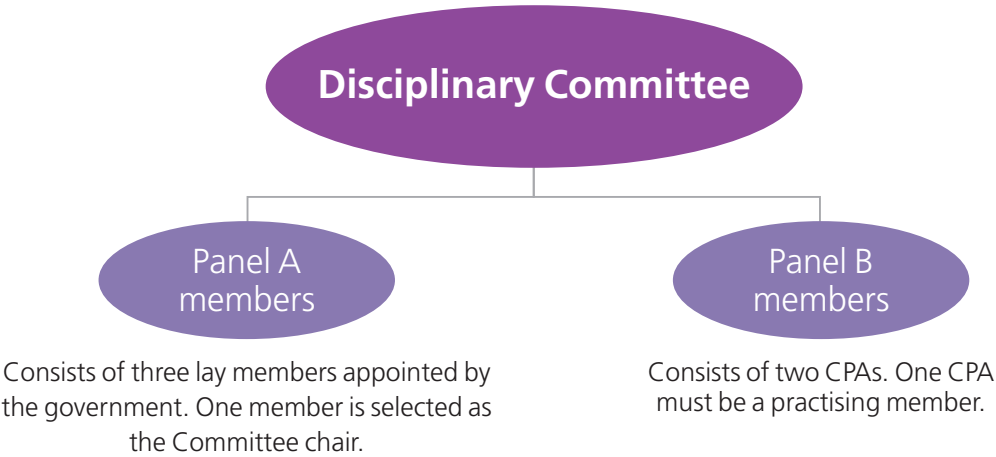 Disciplinary Committee
Panel A
members
Consists of three lay members appointed by
the government. One member is selected as
the Committee chair.
Panel B
members
Consists of two CPAs. One CPA
must be a practising member.